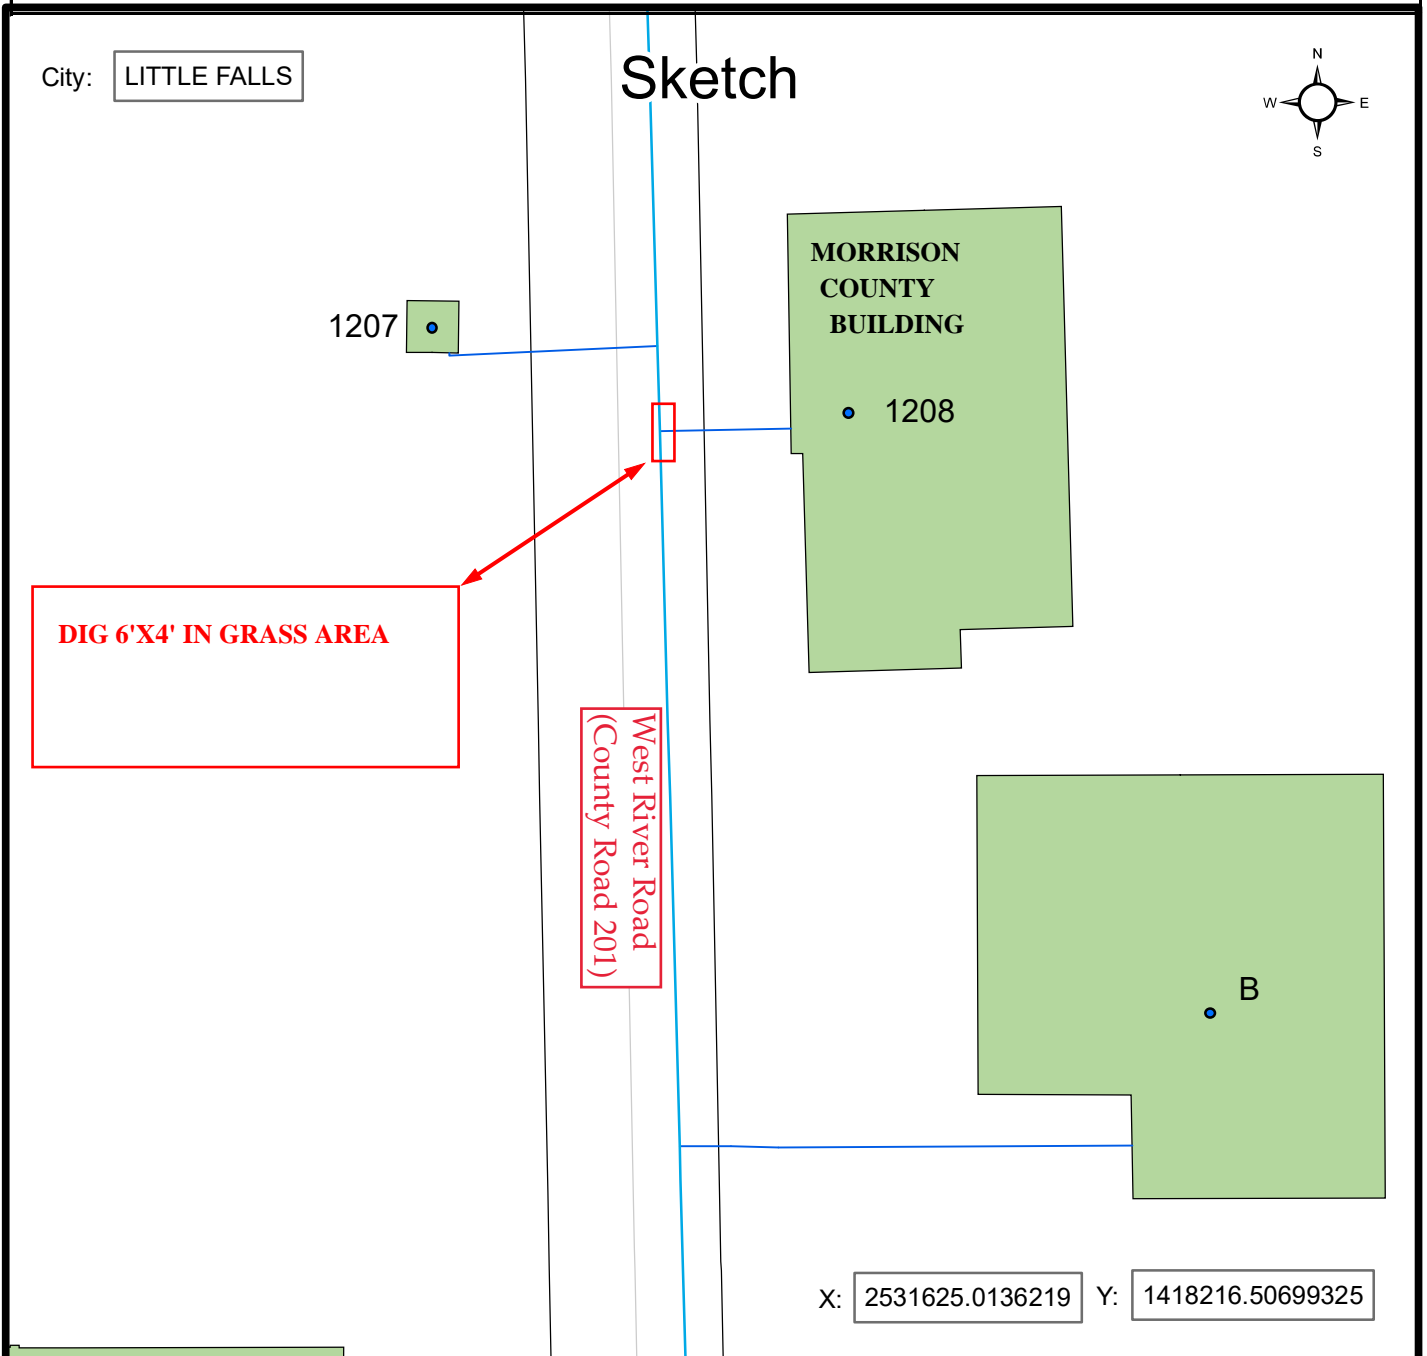 Sketch
City: LITTLE FALLS
N
W E
S
MORRISON
COUNTY
BUILDING
1207
1208
DIG 6'X4' IN GRASS AREA
West River Road
(County Road 201)
B
X: 2531625.0136219 Y: 1418216.50699325